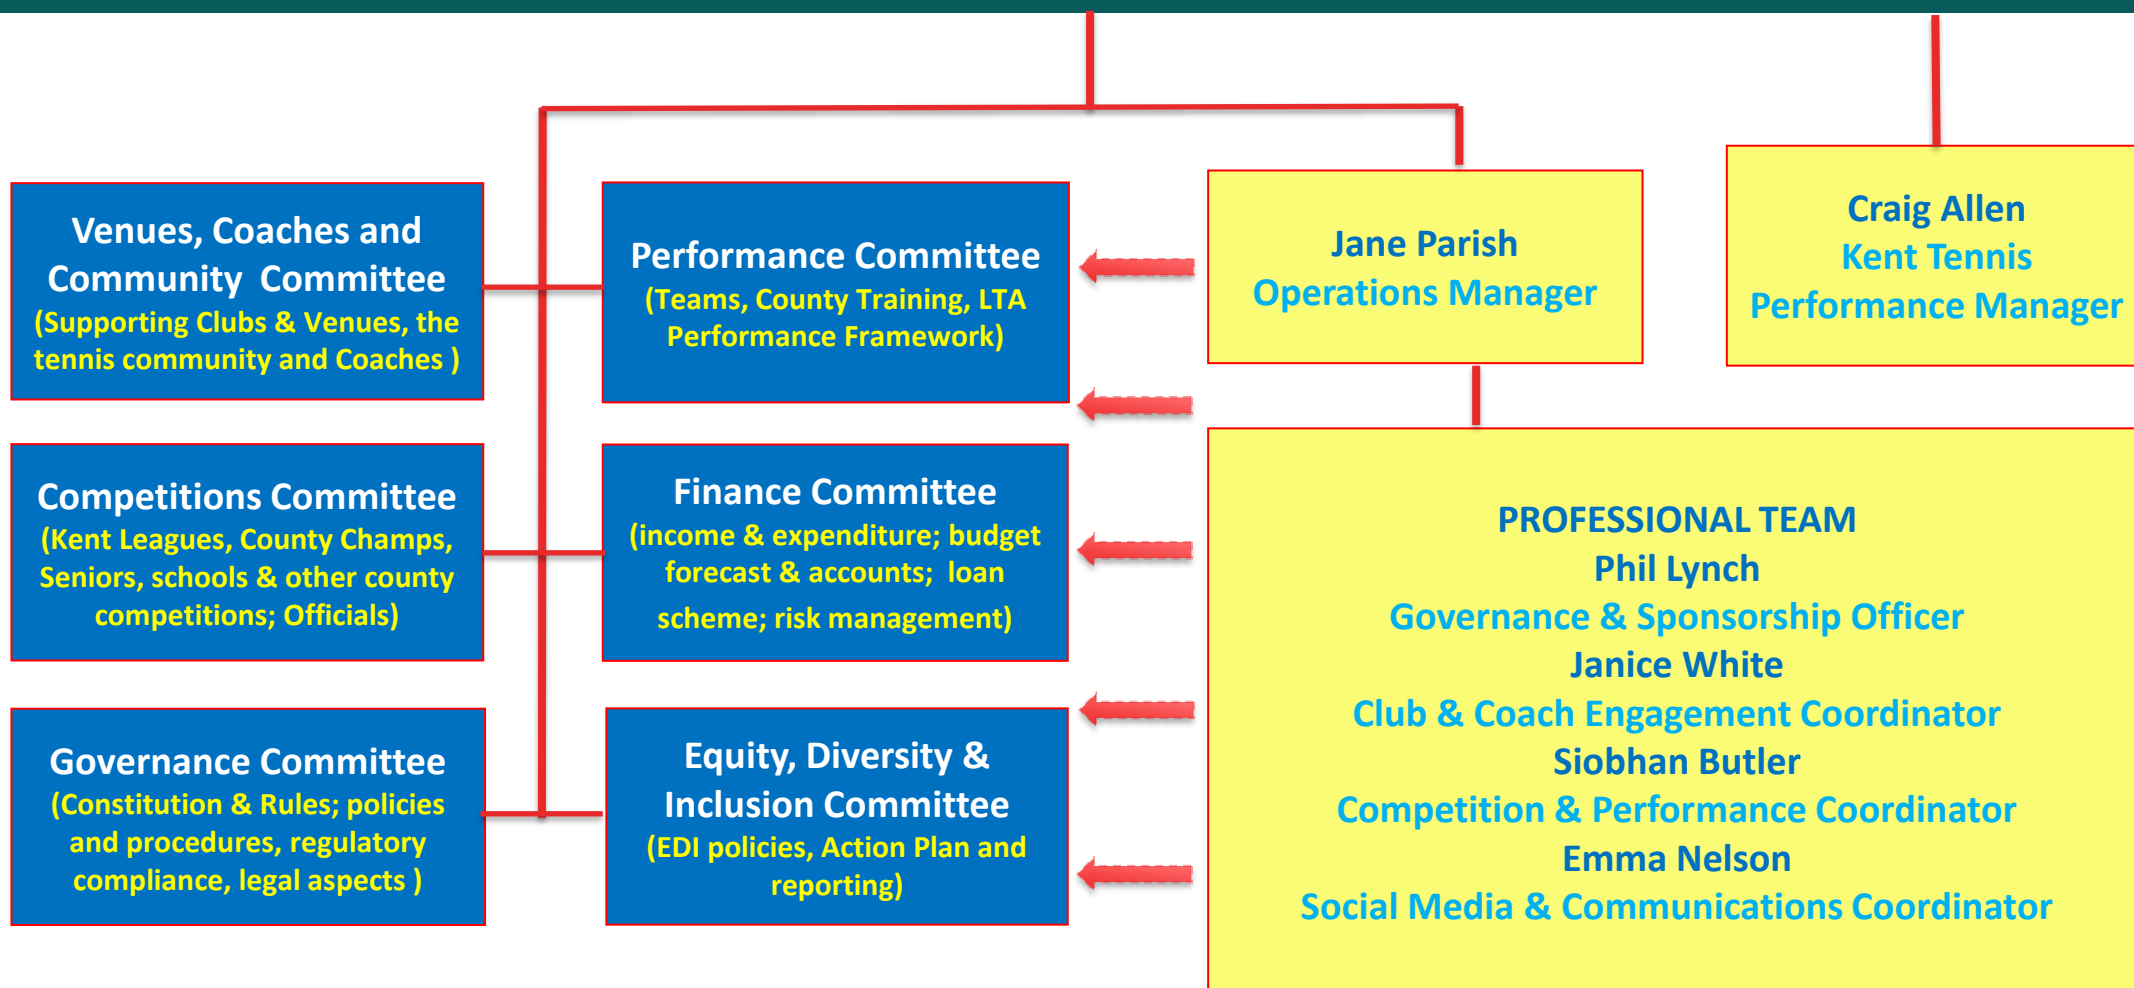 Venues, Coaches and
Community  Committee
(Supporting Clubs & Venues, the
tennis community and Coaches )
Performance Committee
(Teams, County Training, LTA
Performance Framework)
Jane Parish
Operations Manager
Craig Allen
Kent Tennis
Performance Manager
Competitions Committee
(Kent Leagues, County Champs,
Seniors, schools & other county
competitions; Officials)
Finance Committee
(income & expenditure; budget
forecast & accounts;  loan
scheme; risk management)
Governance Committee
(Constitution & Rules; policies
and procedures, regulatory
compliance, legal aspects )
Equity, Diversity &
Inclusion Committee
(EDI policies, Action Plan and
reporting)
PROFESSIONAL TEAM
Phil Lynch
Governance & Sponsorship Officer
Janice White
Club & Coach Engagement Coordinator
Siobhan Butler
Competition & Performance Coordinator
Emma Nelson
Social Media & Communications Coordinator